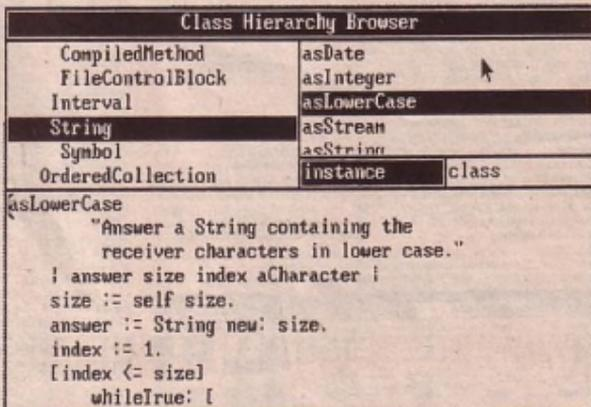 Class Hierarchy Browser
CompiledMethod
FileControlBlock
Interval
String
Symbol
OrderedCollection
asDate
asInteger
asLowerCase
asStream
asString
instance
class
asLowerCase
"Answer a String containing the
receiver characters in lower case."
| answer size index aCharacter |
size := self size.
answer := String new: size.
index := 1.
[index <= size]
whileTrue: [